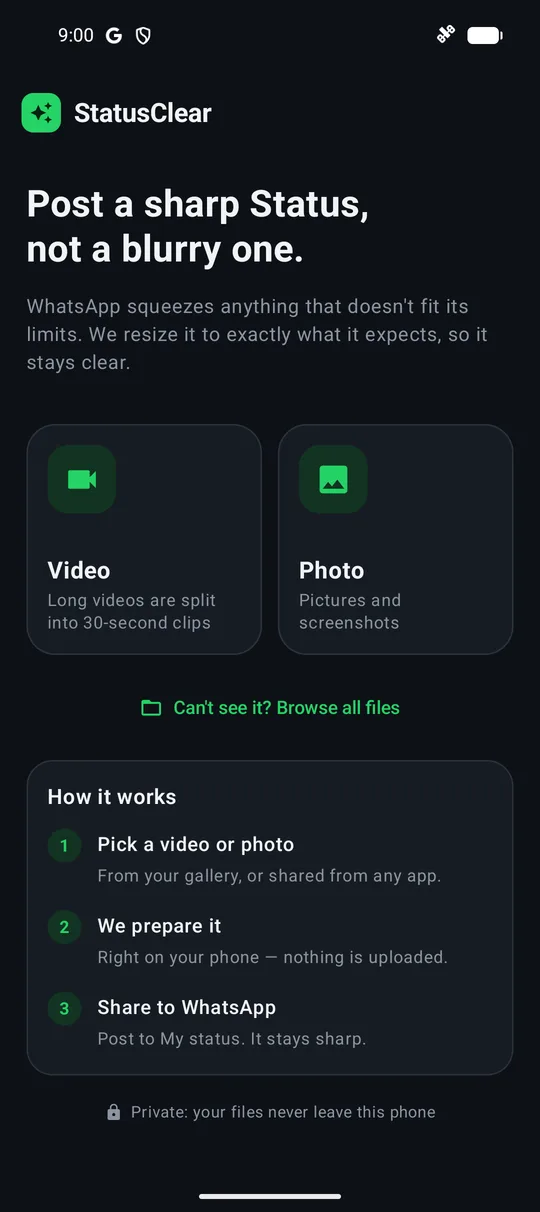 9:00
StatusClear
Post a sharp Status,
not a blurry one.
WhatsApp squeezes anything that doesn't fit its
limits. We resize it to exactly what it expects, so it
stays clear.
Video
Long videos are split
into 30-second clips
Photo
Pictures and
screenshots
Can't see it? Browse all files
How it works
1 Pick a video or photo
From your gallery, or shared from any app.
2 We prepare it
Right on your phone — nothing is uploaded.
3 Share to WhatsApp
Post to My status. It stays sharp.
Private: your files never leave this phone